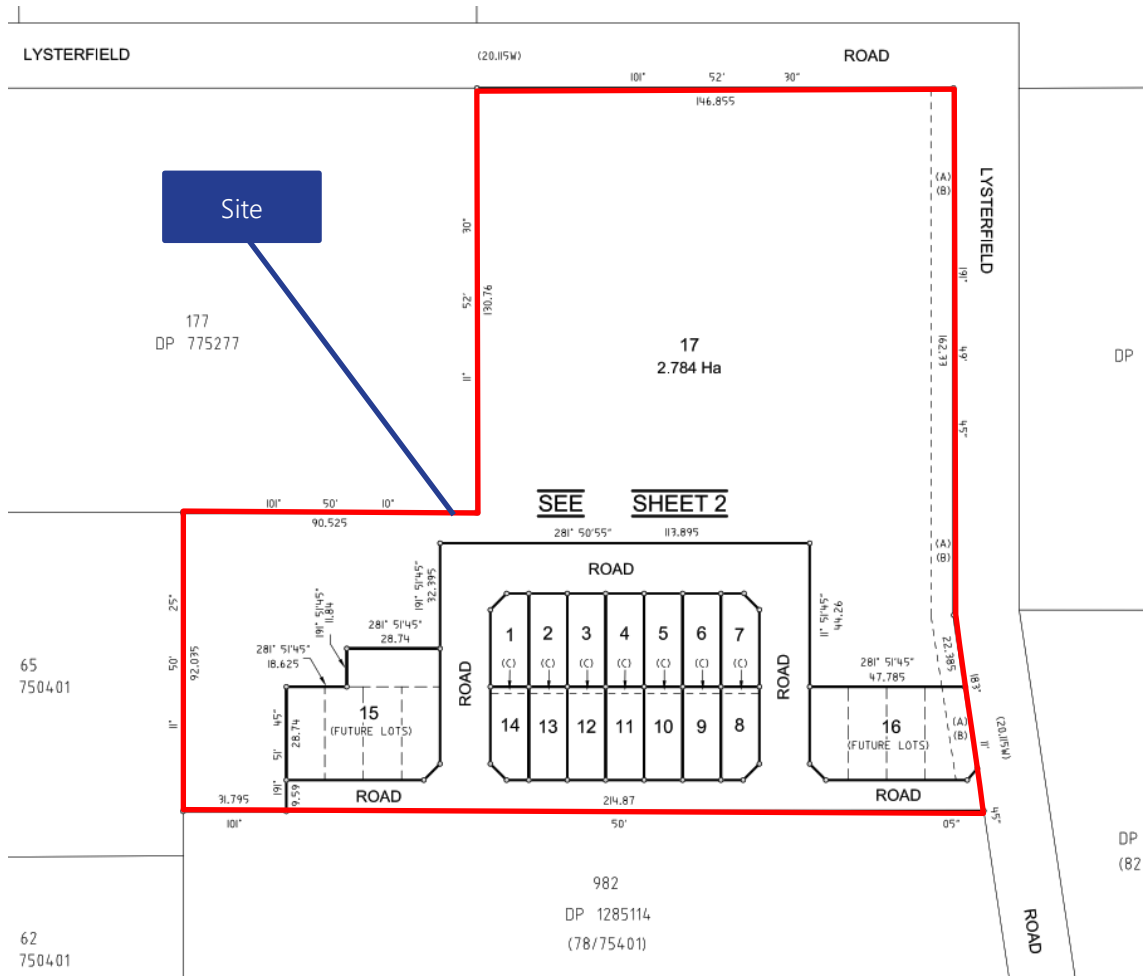 LYSTERFIELD
(20.115W)
ROAD
101° 52' 30"
146.855
Site
177
DP 775277
11° 25' 30"
130.76
17
2.784 Ha
(A)
(B)
LYSTERFIELD
191° 49' 45"
162.33
DP
101° 50' 10"
90.525
SEE SHEET 2
281° 50'55" 113.895
(A)
(B)
ROAD
191° 51'45"
32.395
11° 51'45"
44.26
191° 51'45"
11.84
281° 51'45"
28.74
281° 51'45"
18.625
11° 50' 25"
92.035
65
750401
1 2 3 4 5 6 7
(C) (C) (C) (C) (C) (C) (C)
14 13 12 11 10 9 8
ROAD
ROAD
281° 51'45"
47.785
22.385
183° 11' 45"
(A)
(B)
(20.115W)
15
(FUTURE LOTS)
16
(FUTURE LOTS)
191° 51' 45"
28.74
9.59
ROAD
ROAD
31.795
214.87
101° 50' 05"
982
DP 1285114
(78/75401)
DP
(82
62
750401
ROAD